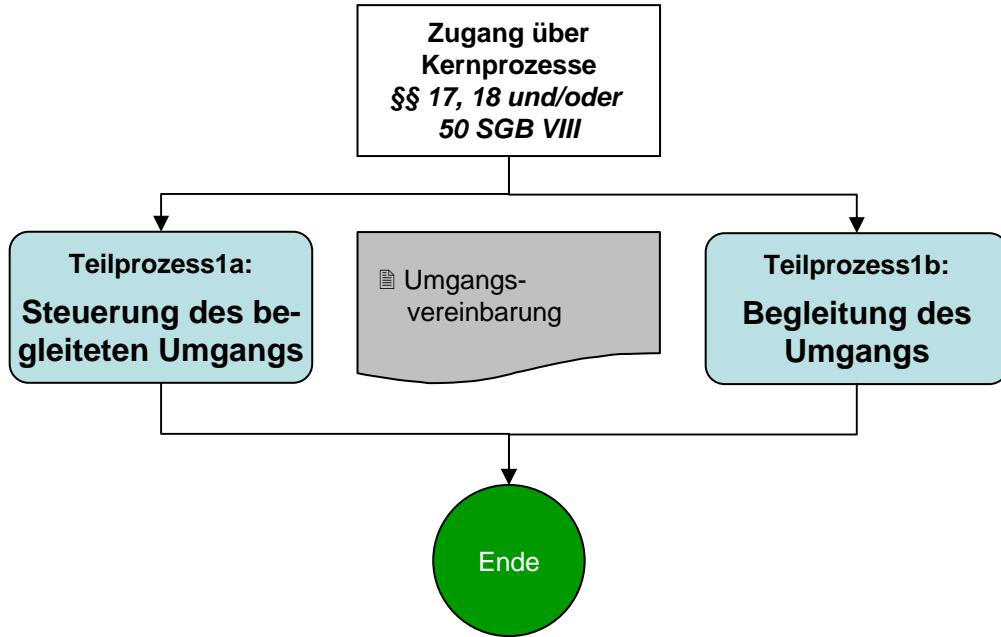 Zugang über
Kernprozesse
§§ 17, 18 und/oder
50 SGB VIII
Teilprozess1a:
Steuerung des be-
gleiteten Umgangs
Umgangs-
vereinbarung
Teilprozess1b:
Begleitung des
Umgangs
Ende